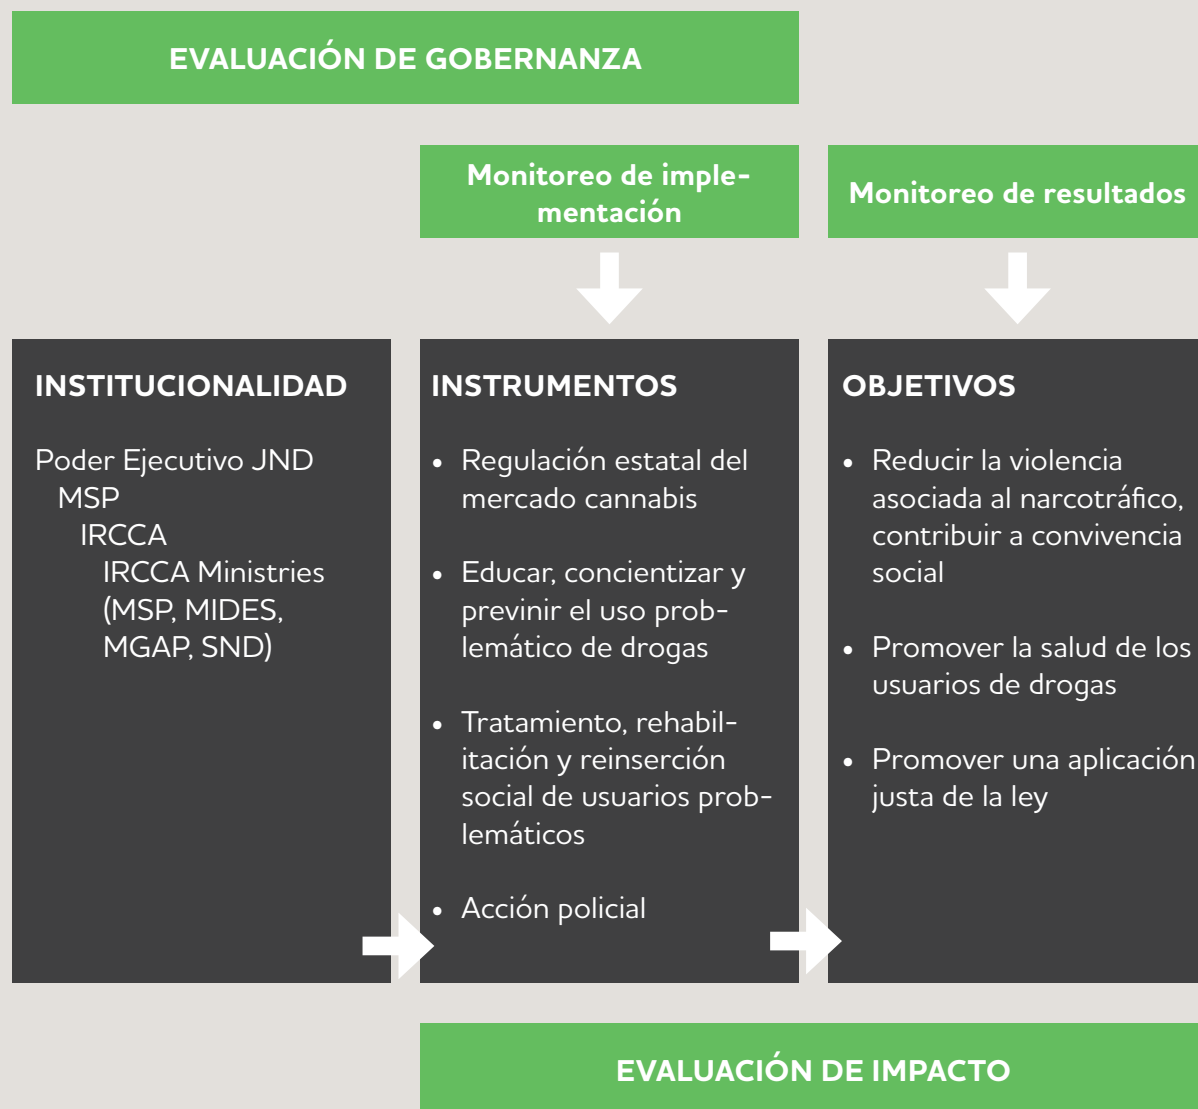 EVALUACIÓN DE GOBERNANZA
Monitoreo de imple-
mentación
Monitoreo de resultados
INSTITUCIONALIDAD
Poder Ejecutivo JND
MSP
IRCCA
IRCCA Ministries
(MSP, MIDES,
MGAP, SND)
INSTRUMENTOS
• Regulación estatal del
mercado cannabis
• Educar, concientizar y
previnir el uso prob-
lemático de drogas
• Tratamiento, rehabil-
itación y reinserción
social de usuarios prob-
lemáticos
• Acción policial
OBJETIVOS
• Reducir la violencia
asociada al narcotráfico,
contribuir a convivencia
social
• Promover la salud de los
usuarios de drogas
• Promover una aplicación
justa de la ley
EVALUACIÓN DE IMPACTO